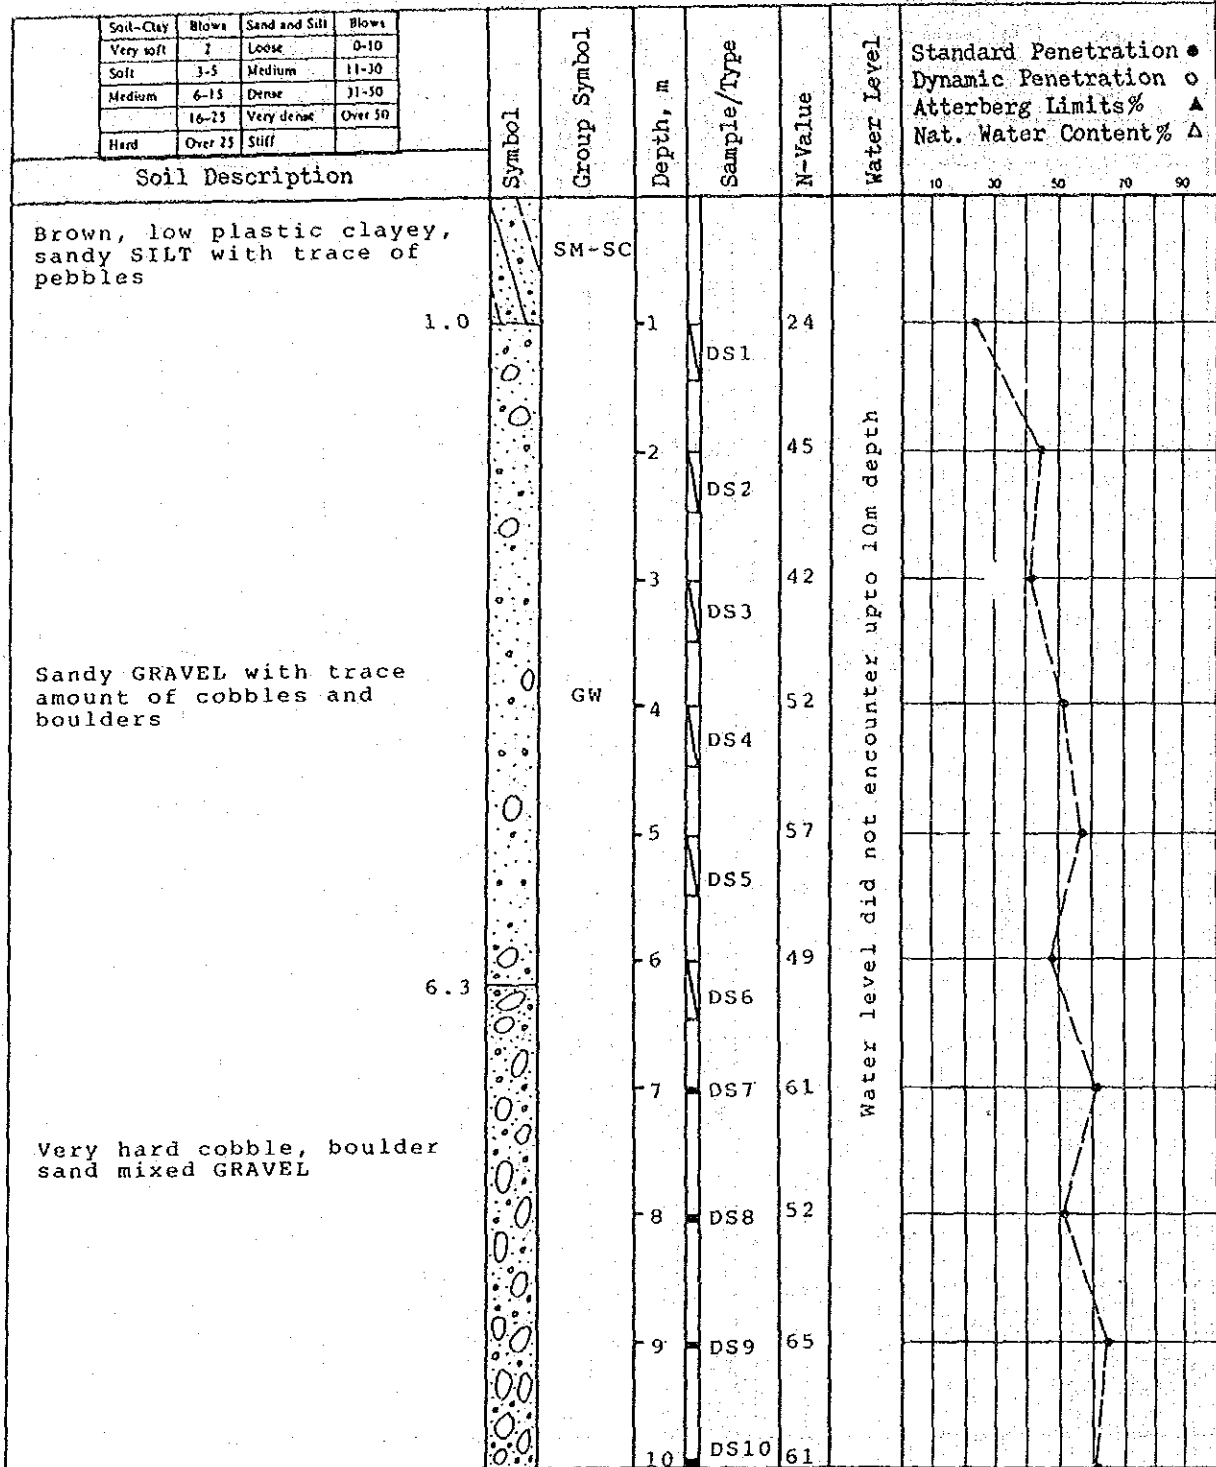 Soil-Clay Blows Sand and Silt Blows
Very soft 2 Loose 0-10
Soft 3-5 Medium 11-30
Medium 6-15 Dense 31-50
16-25 Very dense Over 50
Hard Over 25 Stiff
Soil Description
Symbol
Group Symbol
Depth, m
Sample/Type
N-Value
Water Level
Standard Penetration ●
Dynamic Penetration ○
Atterberg Limits% ▲
Nat. Water Content% △
10 30 50 70 90
Brown, low plastic clayey,
sandy SILT with trace of
pebbles
SM-SC
1.0
1 DS1 24
2 DS2 45
3 DS3 42
Sandy GRAVEL with trace
amount of cobbles and
boulders
GW
4 DS4 52
5 DS5 57
6 DS6 49
6.3
7 DS7 61
Very hard cobble, boulder
sand mixed GRAVEL
8 DS8 52
9 DS9 65
10 DS10 61
Water level did not encounter upto 10m depth